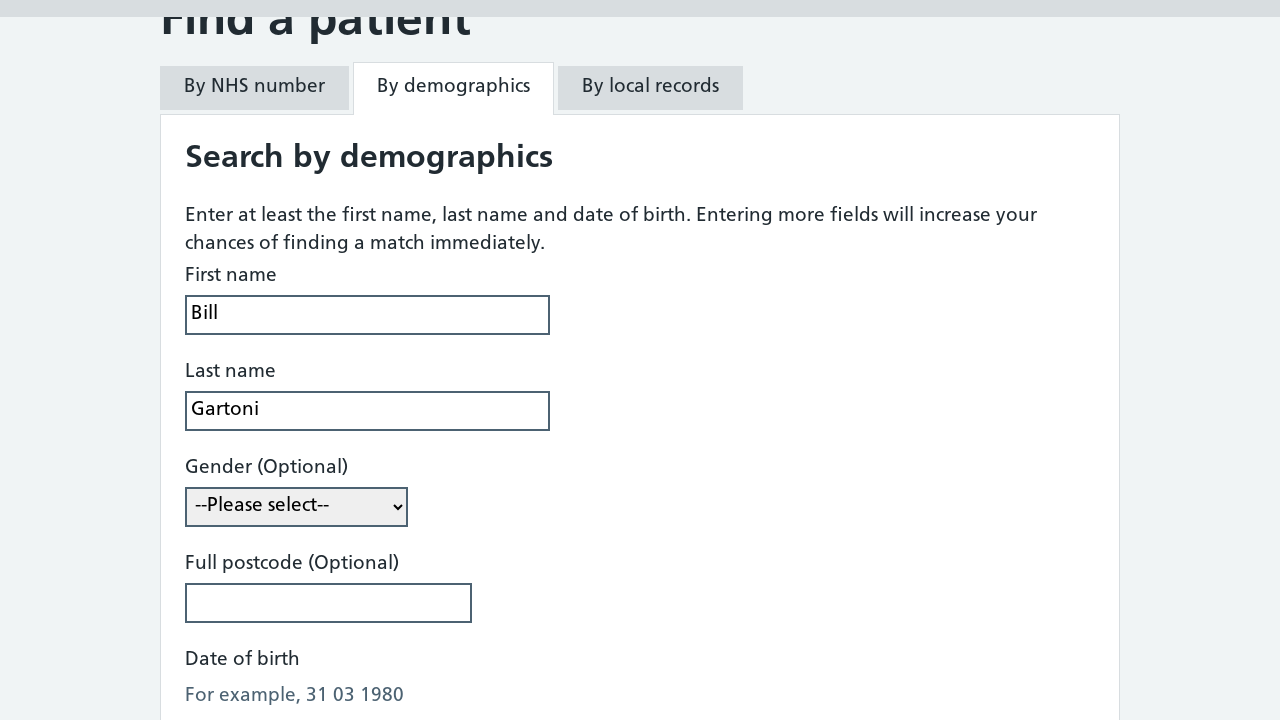 Find a patient
By NHS number
By demographics
By local records
Search by demographics
Enter at least the first name, last name and date of birth. Entering more fields will increase your
chances of finding a match immediately.
First name
Bill
Last name
Gartoni
Gender (Optional)
--Please select--
Full postcode (Optional)
Date of birth
For example, 31 03 1980